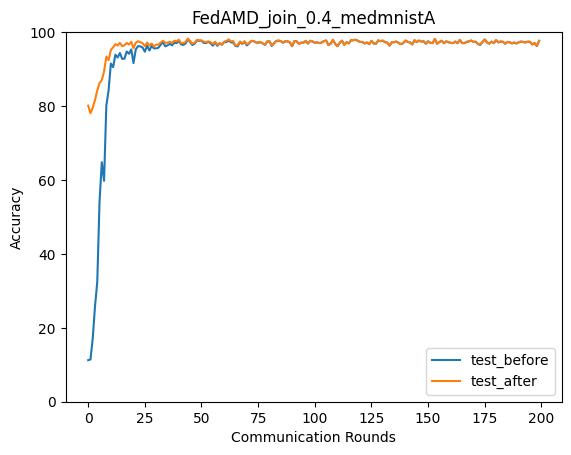 FedAMD_join_0.4_medmnistA
Accuracy
100
80
60
40
20
0
0 25 50 75 100 125 150 175 200
Communication Rounds
test_before
test_after